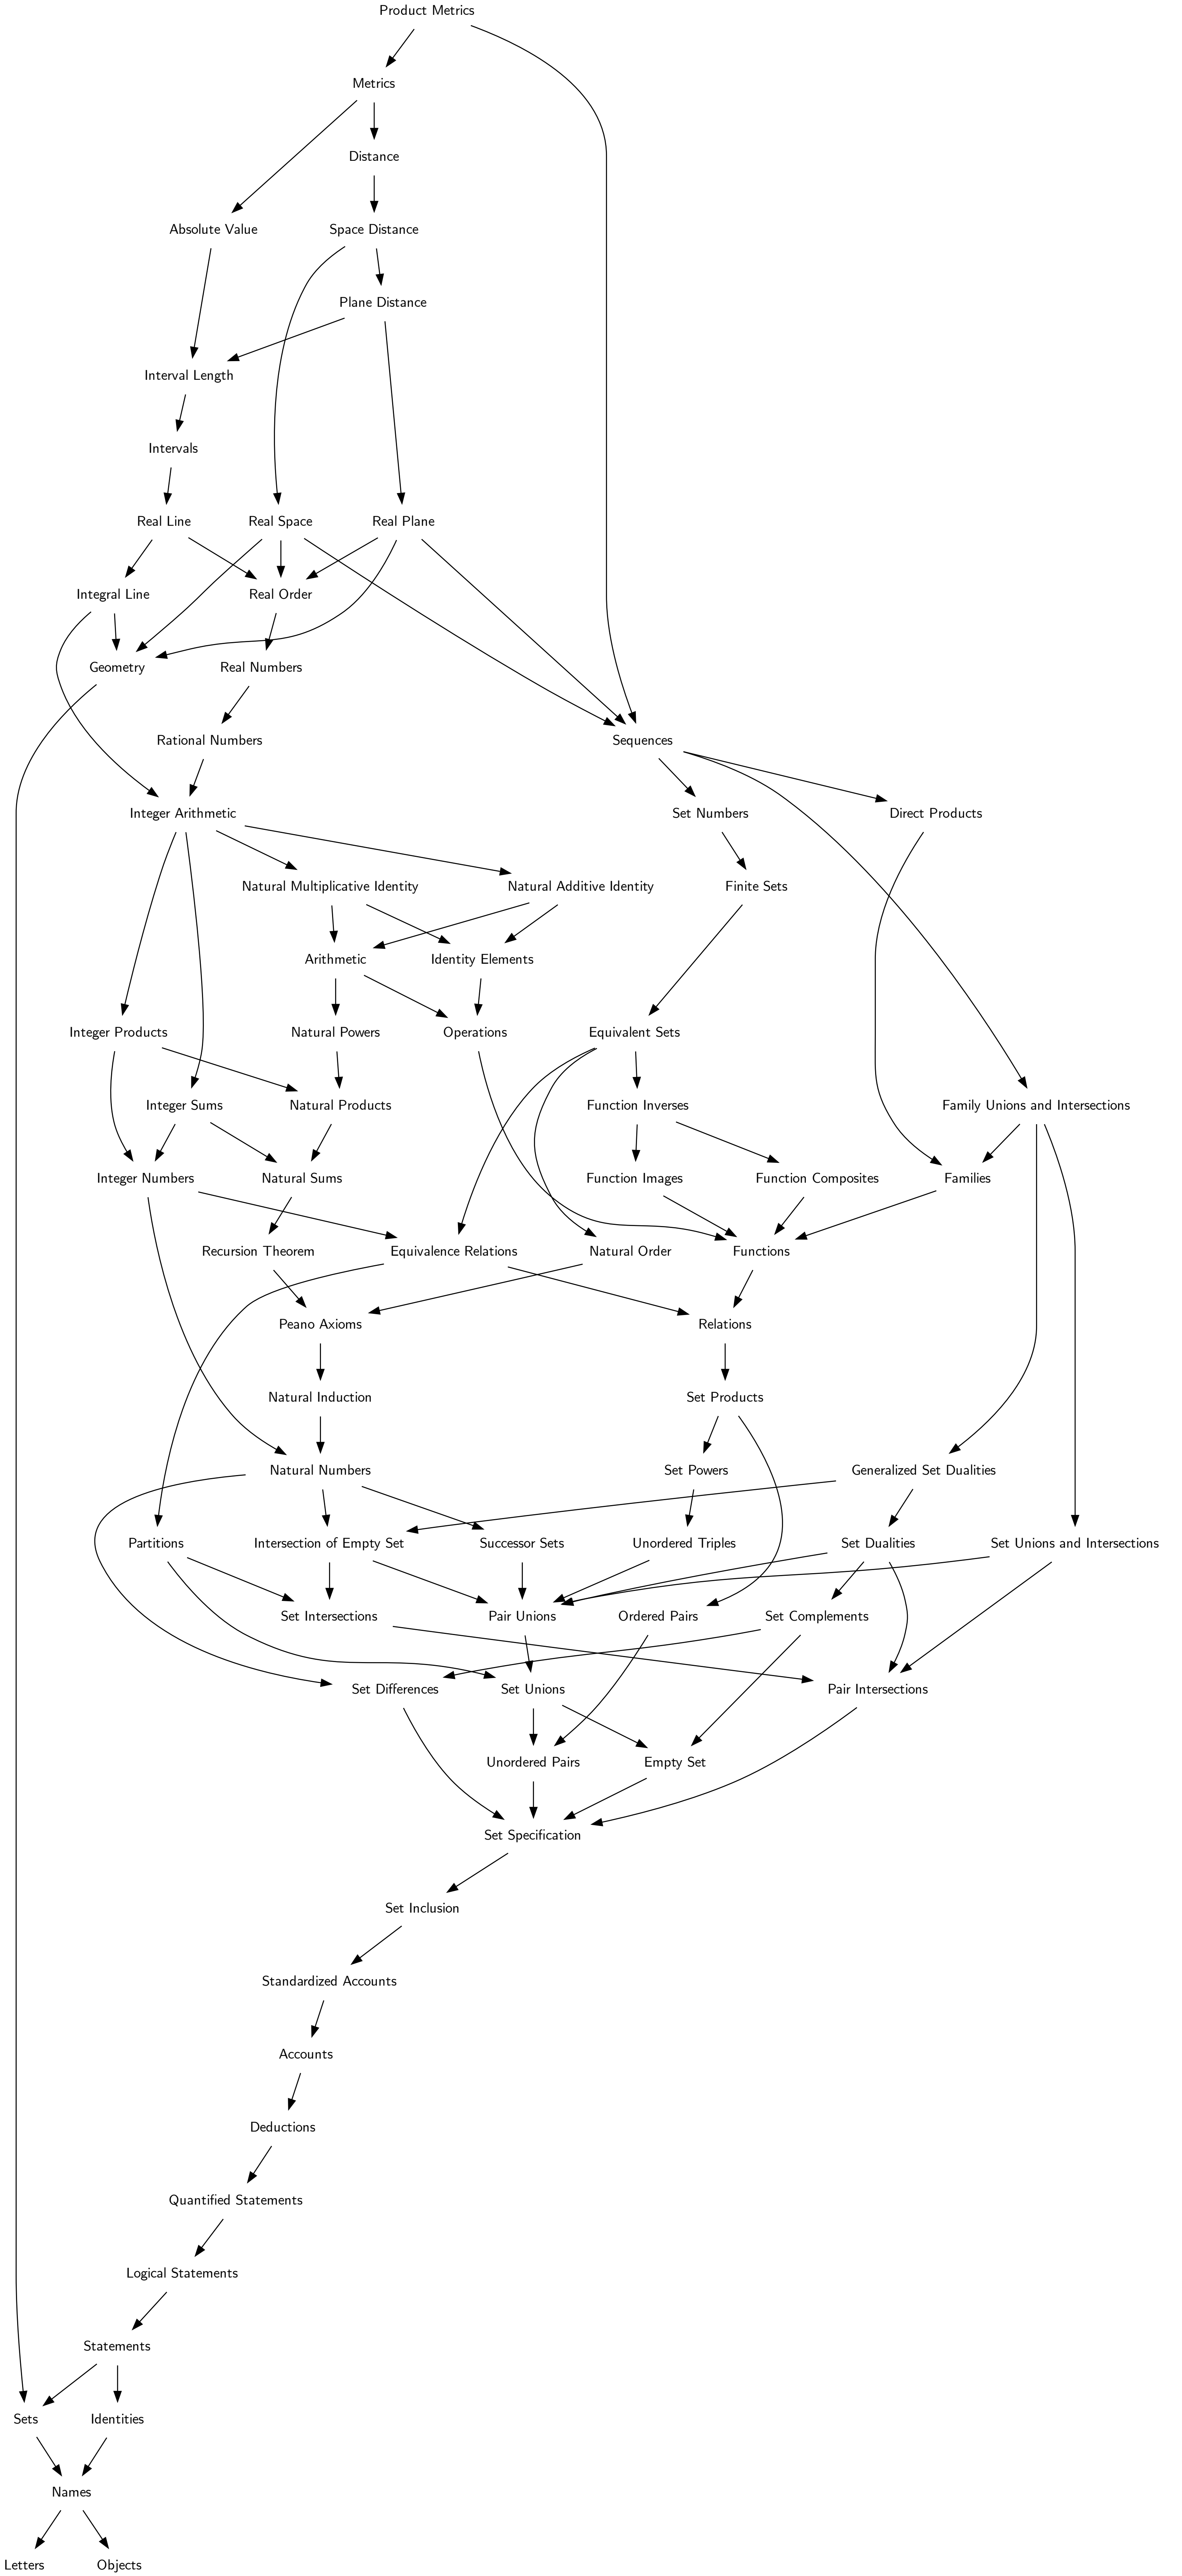 Product Metrics
Metrics
Distance
Absolute Value
Space Distance
Plane Distance
Interval Length
Intervals
Real Line
Real Space
Real Plane
Integral Line
Real Order
Geometry
Real Numbers
Rational Numbers
Sequences
Integer Arithmetic
Set Numbers
Direct Products
Natural Multiplicative Identity
Natural Additive Identity
Finite Sets
Arithmetic
Identity Elements
Integer Products
Natural Powers
Operations
Equivalent Sets
Integer Sums
Natural Products
Function Inverses
Family Unions and Intersections
Integer Numbers
Natural Sums
Function Images
Function Composites
Families
Recursion Theorem
Equivalence Relations
Natural Order
Functions
Peano Axioms
Relations
Natural Induction
Set Products
Natural Numbers
Set Powers
Generalized Set Dualities
Partitions
Intersection of Empty Set
Successor Sets
Unordered Triples
Set Dualities
Set Unions and Intersections
Set Intersections
Pair Unions
Ordered Pairs
Set Complements
Set Differences
Set Unions
Pair Intersections
Unordered Pairs
Empty Set
Set Specification
Set Inclusion
Standardized Accounts
Accounts
Deductions
Quantified Statements
Logical Statements
Statements
Sets
Identities
Names
Letters
Objects